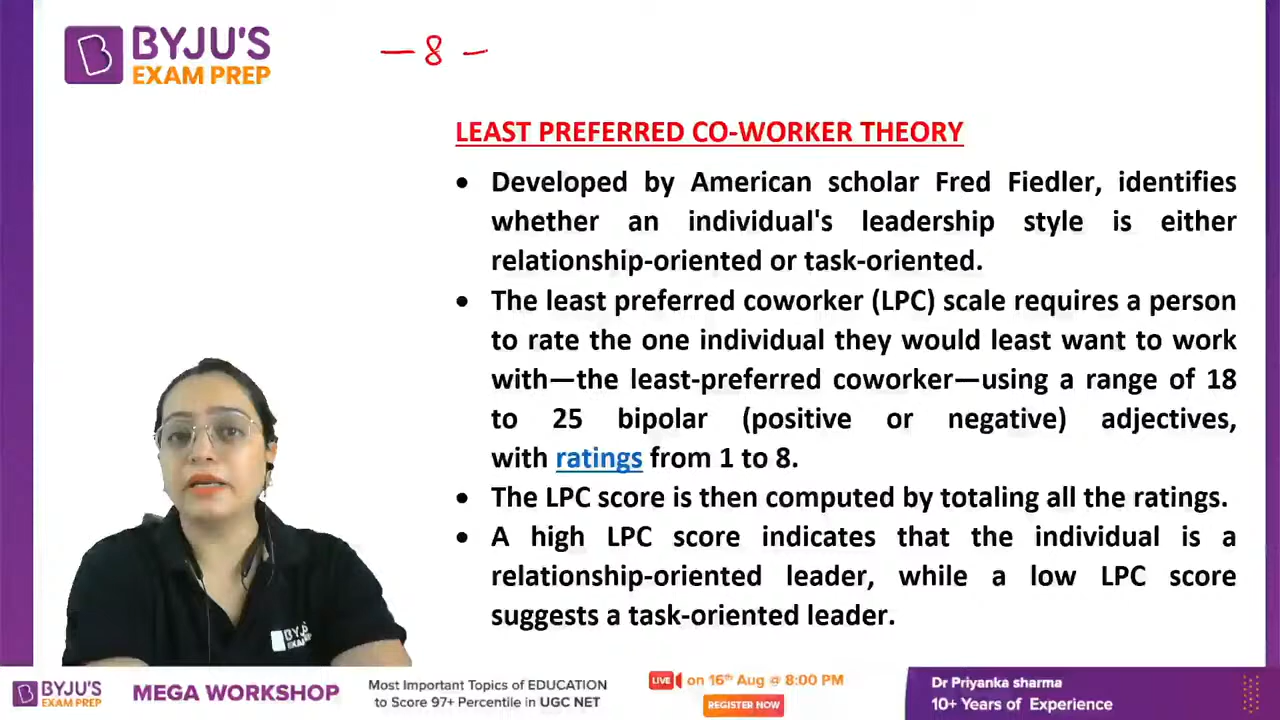 BYJU'S
EXAM PREP
– 8 –
LEAST PREFERRED CO-WORKER THEORY
• Developed by American scholar Fred Fiedler, identifies
whether an individual's leadership style is either
relationship-oriented or task-oriented.
• The least preferred coworker (LPC) scale requires a person
to rate the one individual they would least want to work
with—the least-preferred coworker—using a range of 18
to 25 bipolar (positive or negative) adjectives,
with ratings from 1 to 8.
• The LPC score is then computed by totaling all the ratings.
• A high LPC score indicates that the individual is a
relationship-oriented leader, while a low LPC score
suggests a task-oriented leader.
BYJU'S
EXAM PREP
MEGA WORKSHOP
Most Important Topics of EDUCATION
to Score 97+ Percentile in UGC NET
LIVE on 16th Aug @ 8:00 PM
REGISTER NOW
Dr Priyanka sharma
10+ Years of Experience